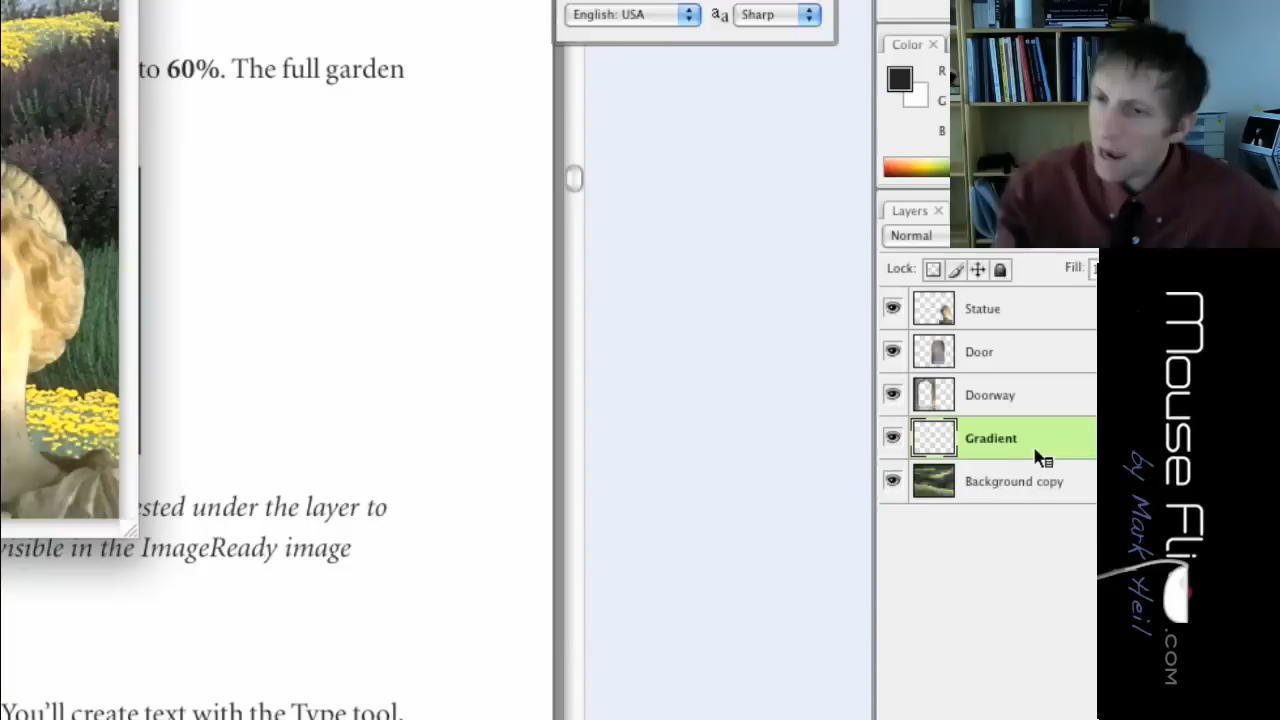 English: USA
aa
Sharp
Color
R
G
B
to 60%. The full garden
Layers
Normal
Lock:
Fill:
Statue
Door
Doorway
Gradient
Background copy
ested under the layer to
visible in the ImageReady image
You'll create text with the Type tool.
Mouse Flip
by Mark Heil
.COM